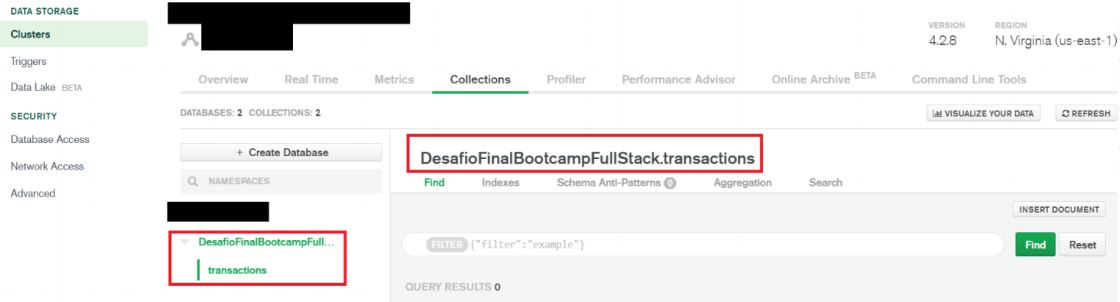 DATA STORAGE
Clusters
Triggers
Data Lake BETA
SECURITY
Database Access
Network Access
Advanced
VERSION
4.2.8
REGION
N. Virginia (us-east-1)
Overview Real Time Metrics Collections Profiler Performance Advisor Online Archive BETA Command Line Tools
DATABASES: 2 COLLECTIONS: 2
VISUALIZE YOUR DATA
REFRESH
+ Create Database
NAMESPACES
DesafioFinalBootcampFull...
transactions
DesafioFinalBootcampFullStack.transactions
Find Indexes Schema Anti-Patterns 0 Aggregation Search
INSERT DOCUMENT
FILTER {"filter":"example"}
Find Reset
QUERY RESULTS 0